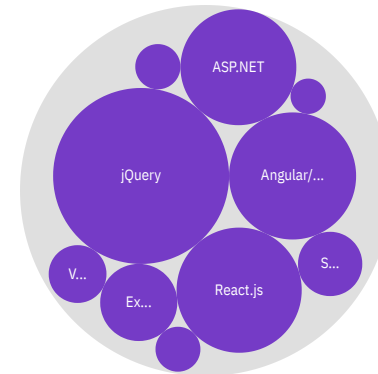 ASP.NET
jQuery
Angular/...
S...
V...
React.js
Ex...